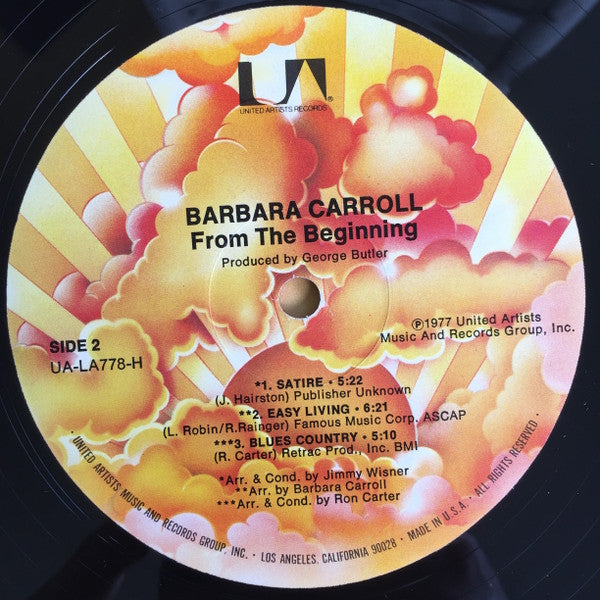 UA®
UNITED ARTISTS RECORDS
BARBARA CARROLL
From The Beginning
Produced by George Butler
SIDE 2
UA-LA778-H
℗1977 United Artists
Music And Records Group, Inc.
*1. SATIRE • 5:22
(J. Hairston) Publisher Unknown
**2. EASY LIVING • 6:21
(L. Robin/R.Rainger) Famous Music Corp. ASCAP
***3. BLUES COUNTRY • 5:10
(R. Carter) Retrac Prod., Inc. BMI
*Arr. & Cond. by Jimmy Wisner
**Arr. by Barbara Carroll
***Arr. & Cond. by Ron Carter
• UNITED ARTISTS MUSIC AND RECORDS GROUP, INC. • LOS ANGELES, CALIFORNIA 90028 • MADE IN U.S.A. • ALL RIGHTS RESERVED •